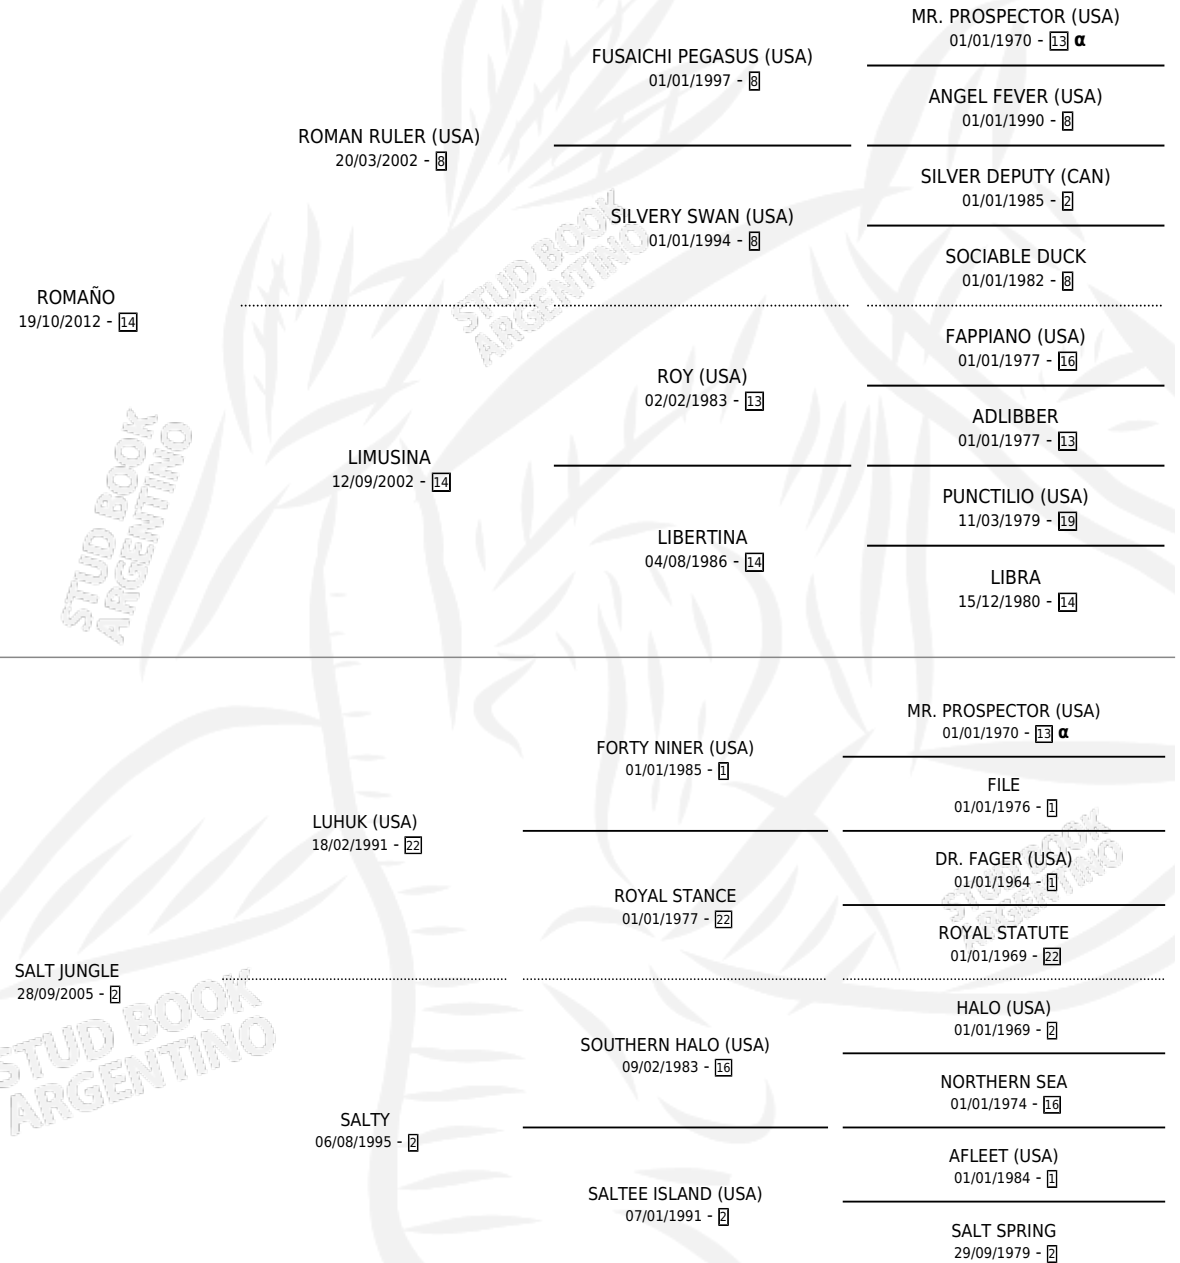 MR. PROSPECTOR (USA)
01/01/1970 - 13 α
FUSAICHI PEGASUS (USA)
01/01/1997 - 8
ANGEL FEVER (USA)
01/01/1990 - 8
ROMAN RULER (USA)
20/03/2002 - 8
SILVER DEPUTY (CAN)
01/01/1985 - 2
SILVERY SWAN (USA)
01/01/1994 - 8
SOCIABLE DUCK
01/01/1982 - 8
ROMAÑO
19/10/2012 - 14
FAPPIANO (USA)
01/01/1977 - 16
ROY (USA)
02/02/1983 - 13
ADLIBBER
01/01/1977 - 13
LIMUSINA
12/09/2002 - 14
PUNCTILIO (USA)
11/03/1979 - 19
LIBERTINA
04/08/1986 - 14
LIBRA
15/12/1980 - 14
STUD BOOK
ARGENTINO
STUD BOOK
ARGENTINO
MR. PROSPECTOR (USA)
01/01/1970 - 13 α
FORTY NINER (USA)
01/01/1985 - 1
FILE
01/01/1976 - 1
LUHUK (USA)
18/02/1991 - 22
DR. FAGER (USA)
01/01/1964 - 1
ROYAL STANCE
01/01/1977 - 22
ROYAL STATUTE
01/01/1969 - 22
SALT JUNGLE
28/09/2005 - 2
HALO (USA)
01/01/1969 - 2
SOUTHERN HALO (USA)
09/02/1983 - 16
NORTHERN SEA
01/01/1974 - 16
SALTY
06/08/1995 - 2
AFLEET (USA)
01/01/1984 - 1
SALTEE ISLAND (USA)
07/01/1991 - 2
SALT SPRING
29/09/1979 - 2
STUD BOOK
ARGENTINO
STUD BOOK
ARGENTINO